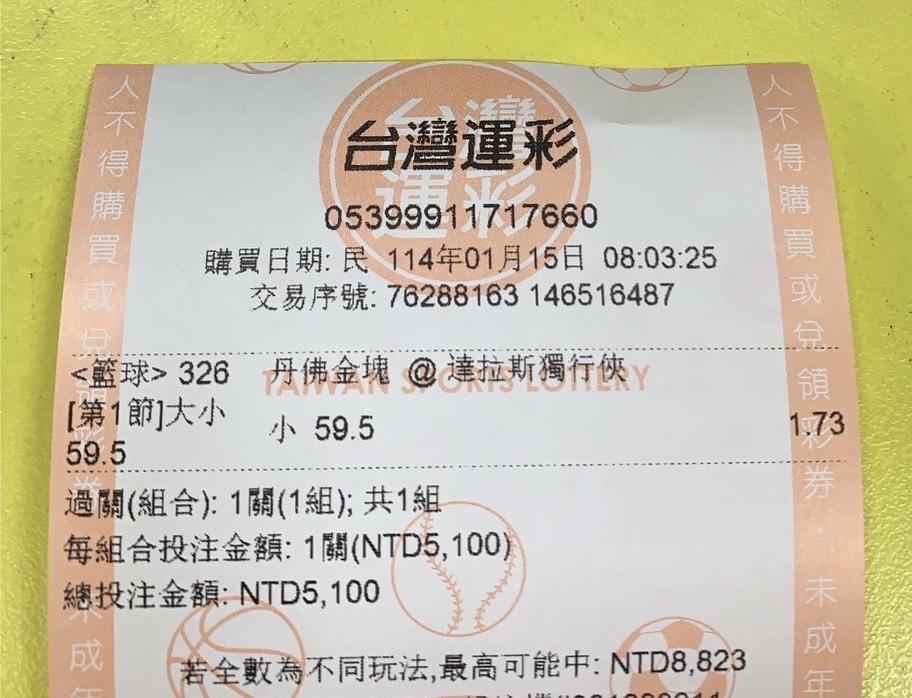 台灣運彩
05399911717660
購買日期: 民 114年01月15日 08:03:25
交易序號: 76288163 146516487
<籃球> 326 丹佛金塊 @ 達拉斯獨行俠
TAIWAN SPORTS LOTTERY
[第1節]大小 小 59.5 1.73
59.5
過關(組合): 1關(1組); 共1組
每組合投注金額: 1關(NTD5,100)
總投注金額: NTD5,100
若全數為不同玩法,最高可能中: NTD8,823
人不得購買或兌領彩券 · 未成年
人不得購買或兌領彩券 · 未成年